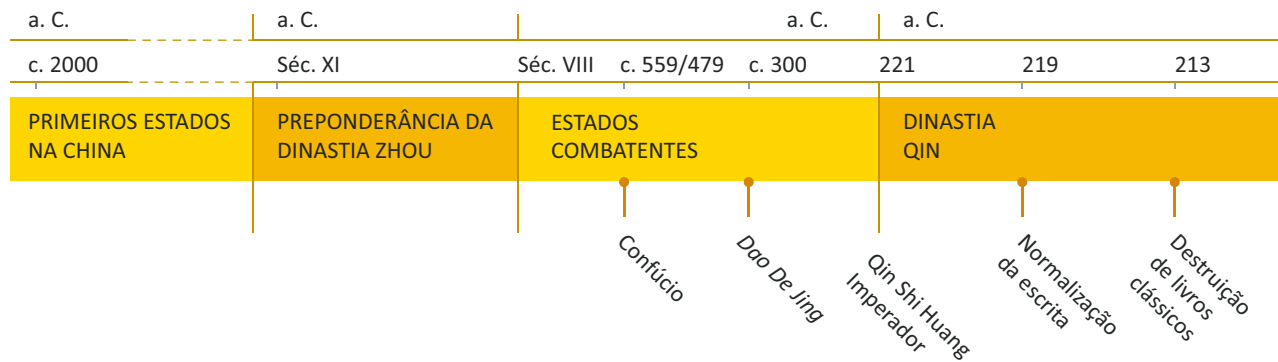 a. C. a. C. a. C. a. C.
c. 2000 Séc. XI Séc. VIII c. 559/479 c. 300 221 219 213
PRIMEIROS ESTADOS
NA CHINA
PREPONDERÂNCIA DA
DINASTIA ZHOU
ESTADOS
COMBATENTES
DINASTIA
QIN
Confúcio
Dao De Jing
Qin Shi Huang
Imperador
Normalização
da escrita
Destruição
de livros
clássicos